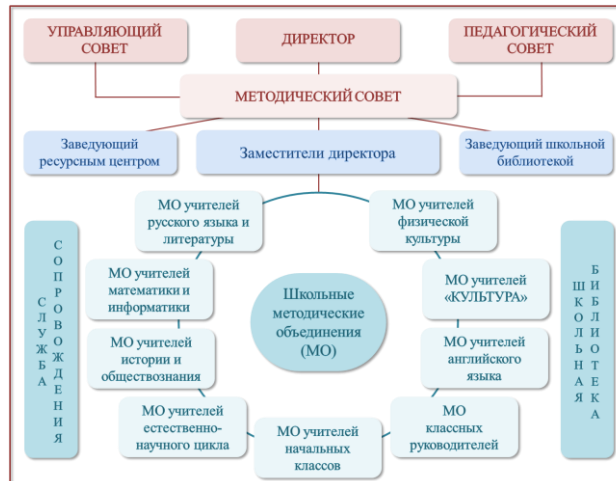 УПРАВЛЯЮЩИЙ
СОВЕТ
ДИРЕКТОР
ПЕДАГОГИЧЕСКИЙ
СОВЕТ
МЕТОДИЧЕСКИЙ СОВЕТ
Заведующий
ресурсным центром
Заместители директора
Заведующий школьной
библиотекой
МО учителей
русского языка и
литературы
МО учителей
физической
культуры
МО учителей
математики и
информатики
МО учителей
«КУЛЬТУРА»
Школьные
методические
объединения
(МО)
МО учителей
истории и
обществознания
МО учителей
английского
языка
МО учителей
естественно-
научного цикла
МО учителей
начальных
классов
МО
классных
руководителей
СЛУЖБА
СОПРОВОЖДЕНИЯ
ШКОЛЬНАЯ
БИБЛИОТЕКА